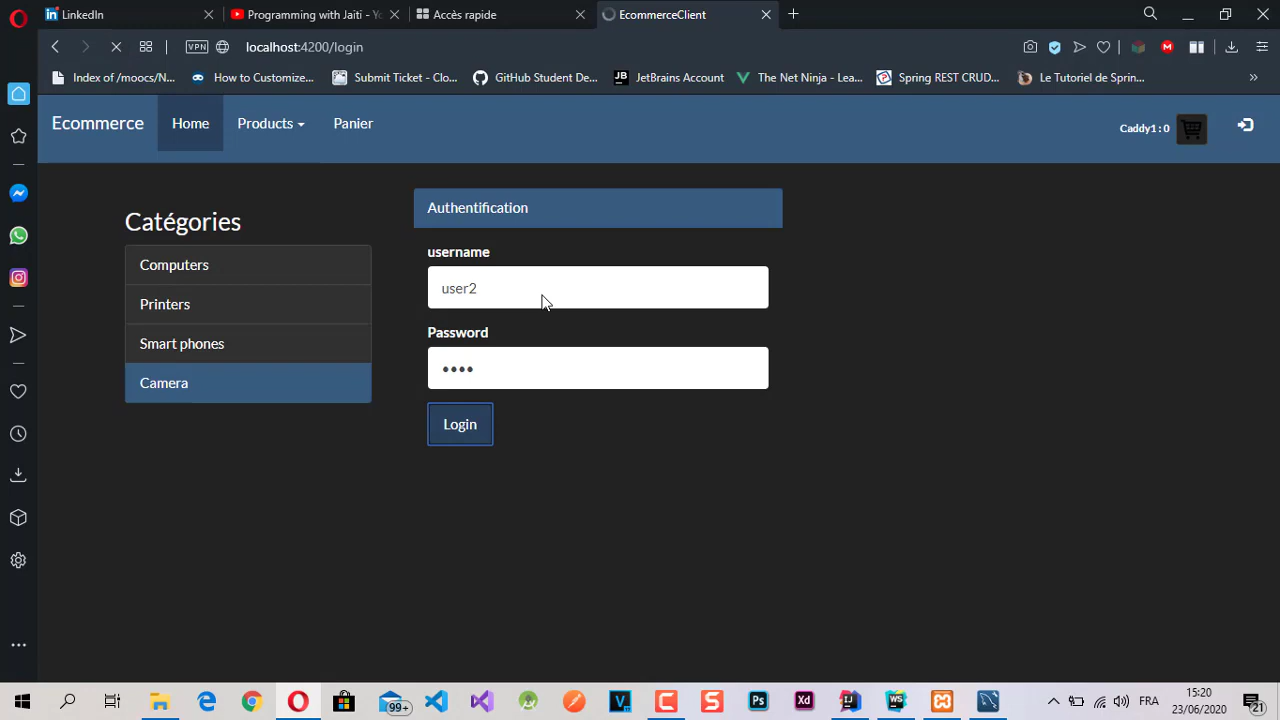 LinkedIn
Programming with Jaiti - Yo
Accès rapide
EcommerceClient
VPN
localhost:4200/login
Index of /moocs/N...
How to Customize...
Submit Ticket - Clo...
GitHub Student De...
JB
JetBrains Account
The Net Ninja - Lea...
Spring REST CRUD...
Le Tutoriel de Sprin...
Ecommerce
Home
Products
Panier
Caddy1 : 0
Catégories
Computers
Printers
Smart phones
Camera
Authentification
username
user2
Password
••••
Login
99+
FRA
15:20
23/06/2020
21